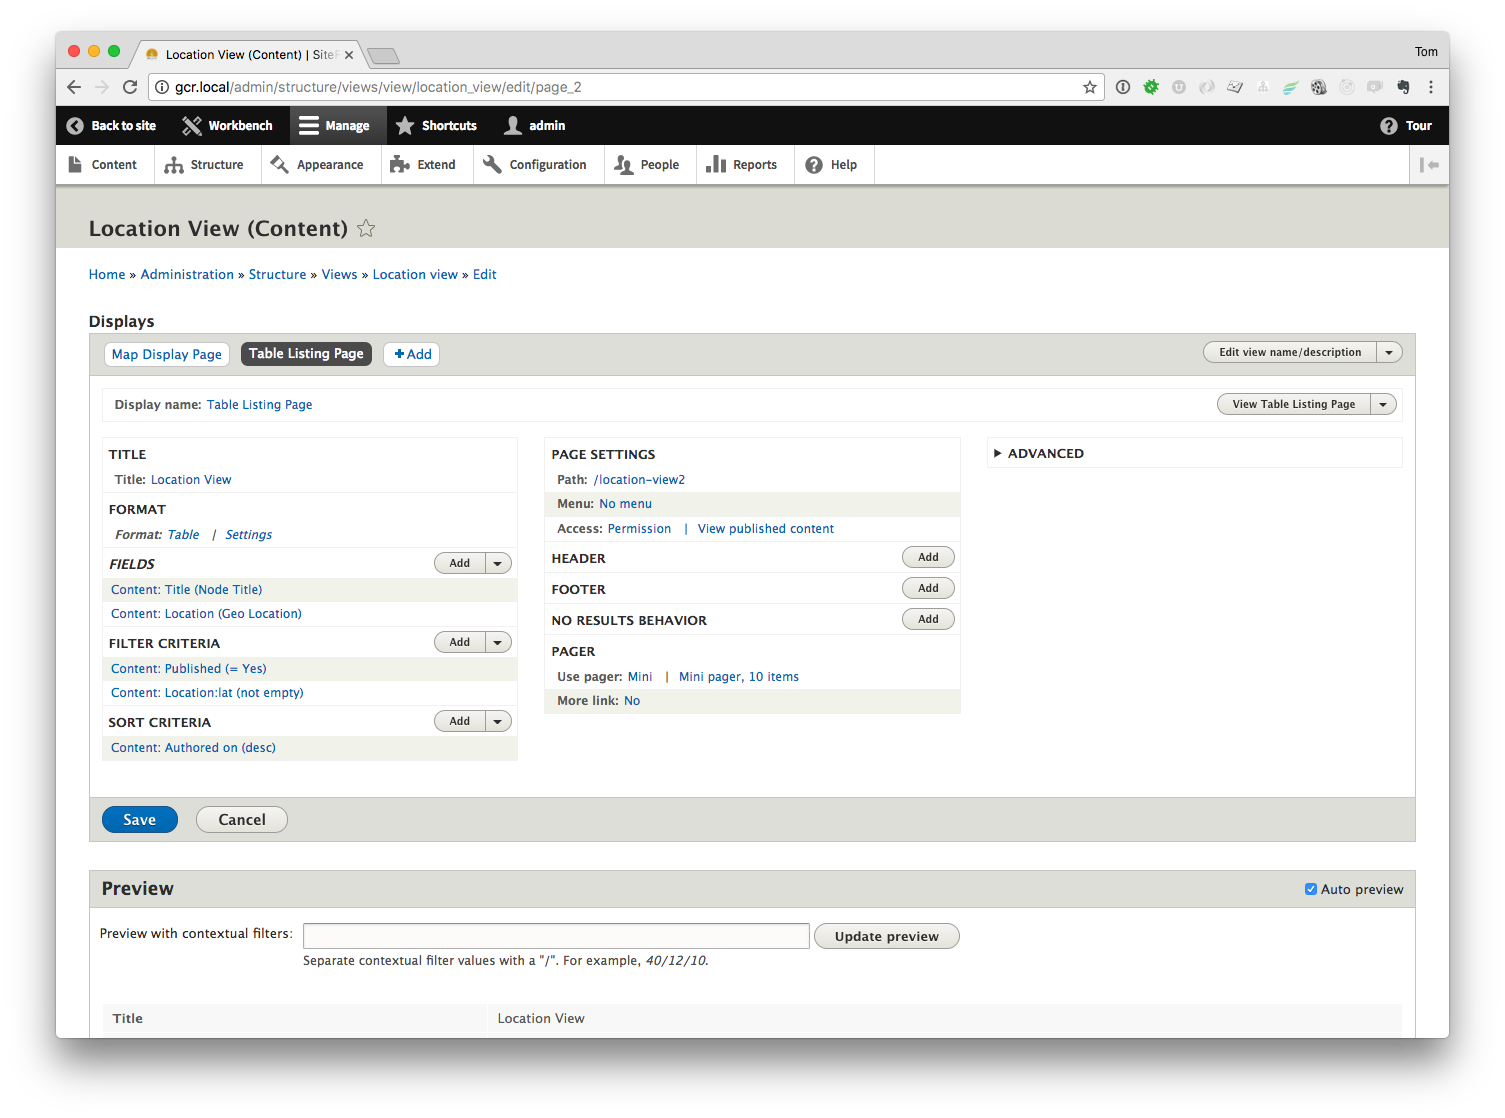 Location View (Content) | Site
Tom
gcr.local/admin/structure/views/view/location_view/edit/page_2
Back to site Workbench Manage Shortcuts admin Tour
Content Structure Appearance Extend Configuration People Reports Help
Location View (Content)
Home » Administration » Structure » Views » Location view » Edit
Displays
Map Display Page Table Listing Page + Add Edit view name/description
Display name: Table Listing Page View Table Listing Page
TITLE
Title: Location View
FORMAT
Format: Table | Settings
FIELDS Add
Content: Title (Node Title)
Content: Location (Geo Location)
FILTER CRITERIA Add
Content: Published (= Yes)
Content: Location:lat (not empty)
SORT CRITERIA Add
Content: Authored on (desc)
PAGE SETTINGS
Path: /location-view2
Menu: No menu
Access: Permission | View published content
HEADER Add
FOOTER Add
NO RESULTS BEHAVIOR Add
PAGER
Use pager: Mini | Mini pager, 10 items
More link: No
ADVANCED
Save Cancel
Preview Auto preview
Preview with contextual filters: Update preview
Separate contextual filter values with a "/". For example, 40/12/10.
Title Location View